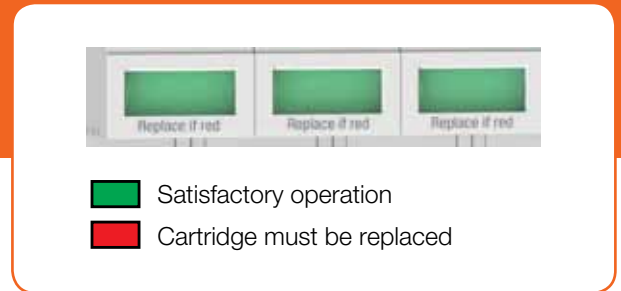 Replace if red Replace if red Replace if red
Satisfactory operation
Cartridge must be replaced